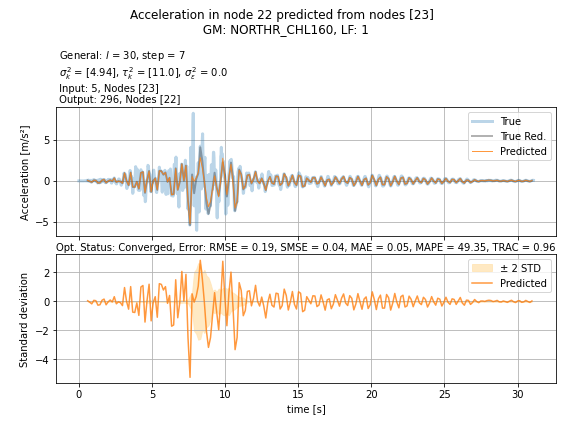 Acceleration in node 22 predicted from nodes [23]
GM: NORTHR_CHL160, LF: 1
General: l = 30, step = 7
σ²ₖ = [4.94], τ²ₖ = [11.0], σ²ε = 0.0
Input: 5, Nodes [23]
Output: 296, Nodes [22]
Acceleration [m/s²]
5
0
−5
True
True Red.
Predicted
Opt. Status: Converged, Error: RMSE = 0.19, SMSE = 0.04, MAE = 0.05, MAPE = 49.35, TRAC = 0.96
Standard deviation
2
0
−2
−4
± 2 STD
Predicted
0 5 10 15 20 25 30
time [s]